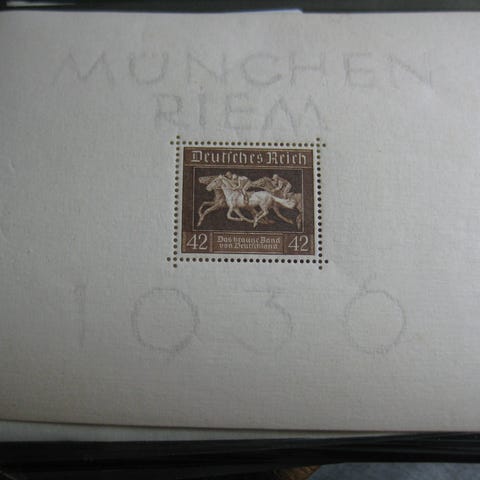 MÜNCHEN
RIEM
Deutsches Reich
42 Das braune Band 42
von Deutschland
1936